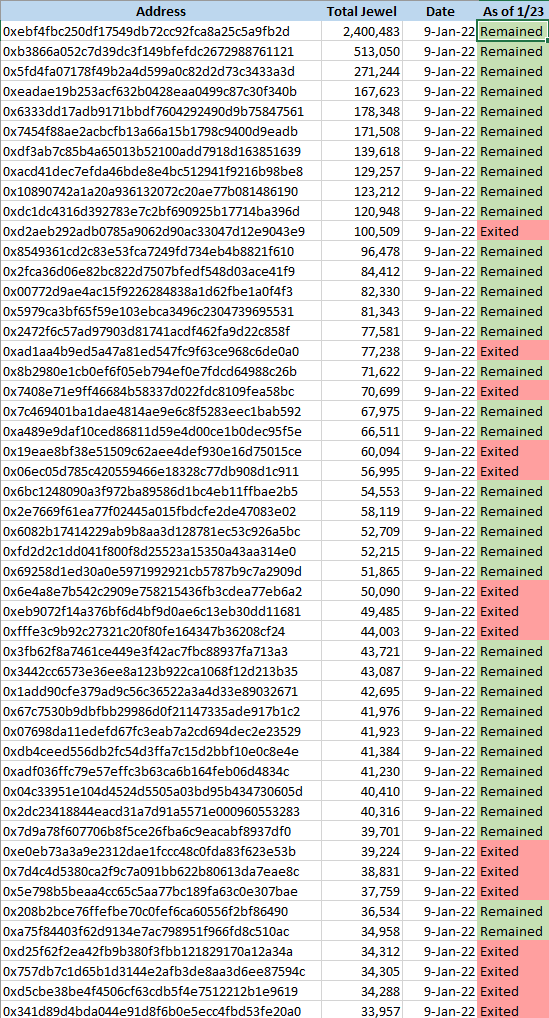 Address Total Jewel Date As of 1/23
0xebf4fbc250df17549db72cc92fca8a25c5a9fb2d 2,400,483 9-Jan-22 Remained
0xb3866a052c7d39dc3f149bfefdc2672988761121 513,050 9-Jan-22 Remained
0x5fd4fa07178f49b2a4d599a0c82d2d73c3433a3d 271,244 9-Jan-22 Remained
0xeadae19b253acf632b0428eaa0499c87c30f340b 167,623 9-Jan-22 Remained
0x6333dd17adb9171bbdf7604292490d9b75847561 178,348 9-Jan-22 Remained
0x7454f88ae2acbcfb13a66a15b1798c9400d9eadb 171,508 9-Jan-22 Remained
0xdf3ab7c85b4a65013b52100add7918d163851639 139,618 9-Jan-22 Remained
0xacd41dec7efda46bde8e4bc512941f9216b98be8 129,257 9-Jan-22 Remained
0x10890742a1a20a936132072c20ae77b081486190 123,212 9-Jan-22 Remained
0xdc1dc4316d392783e7c2bf690925b17714ba396d 120,948 9-Jan-22 Remained
0xd2aeb292adb0785a9062d90ac33047d12e9043e9 100,509 9-Jan-22 Exited
0x8549361cd2c83e53fca7249fd734eb4b8821f610 96,478 9-Jan-22 Remained
0x2fca36d06e82bc822d7507bfedf548d03ace41f9 84,412 9-Jan-22 Remained
0x00772d9ae4ac15f9226284838a1d62fbe1a0f4f3 82,330 9-Jan-22 Remained
0x5979ca3bf65f59e103ebca3496c2304739695531 81,343 9-Jan-22 Remained
0x2472f6c57ad97903d81741acdf462fa9d22c858f 77,581 9-Jan-22 Remained
0xad1aa4b9ed5a47a81ed547fc9f63ce968c6de0a0 77,238 9-Jan-22 Exited
0x8b2980e1cb0ef6f05eb794ef0e7fdcd64988c26b 71,622 9-Jan-22 Remained
0x7408e71e9ff46684b58337d022fdc8109fea58bc 70,699 9-Jan-22 Exited
0x7c469401ba1dae4814ae9e6c8f5283eec1bab592 67,975 9-Jan-22 Remained
0xa489e9daf10ced86811d59e4d00ce1b0dec95f5e 66,511 9-Jan-22 Remained
0x19eae8bf38e51509c62aee4def930e16d75015ce 60,094 9-Jan-22 Exited
0x06ec05d785c420559466e18328c77db908d1c911 56,995 9-Jan-22 Exited
0x6bc1248090a3f972ba89586d1bc4eb11ffbae2b5 54,553 9-Jan-22 Remained
0x2e7669f61ea77f02445a015fbdcfe2de47083e02 58,119 9-Jan-22 Remained
0x6082b17414229ab9b8aa3d128781ec53c926a5bc 52,709 9-Jan-22 Remained
0xfd2d2c1dd041f800f8d25523a15350a43aa314e0 52,215 9-Jan-22 Remained
0x69258d1ed30a0e5971992921cb5787b9c7a2909d 51,865 9-Jan-22 Remained
0x6e4a8e7b542c2909e758215436fb3cdea77eb6a2 50,090 9-Jan-22 Exited
0xeb9072f14a376bf6d4bf9d0ae6c13eb30dd11681 49,485 9-Jan-22 Exited
0xfffe3c9b92c27321c20f80fe164347b36208cf24 44,003 9-Jan-22 Exited
0x3fb62f8a7461ce449e3f42ac7fbc88937fa713a3 43,721 9-Jan-22 Remained
0x3442cc6573e36ee8a123b922ca1068f12d213b35 43,087 9-Jan-22 Remained
0x1add90cfe379ad9c56c36522a3a4d33e89032671 42,695 9-Jan-22 Remained
0x67c7530b9dbfbb29986d0f21147335ade917b1c2 41,976 9-Jan-22 Remained
0x07698da11edefd67fc3eab7a2cd694dec2e23529 41,923 9-Jan-22 Remained
0xdb4ceed556db2fc54d3ffa7c15d2bbf10e0c8e4e 41,384 9-Jan-22 Remained
0xadf036ffc79e57effc3b63ca6b164feb06d4834c 41,230 9-Jan-22 Remained
0x04c33951e104d4524d5505a03bd95b434730605d 40,410 9-Jan-22 Remained
0x2dc23418844eacd31a7d91a5571e000960553283 40,316 9-Jan-22 Remained
0x7d9a78f607706b8f5ce26fba6c9eacabf8937df0 39,701 9-Jan-22 Remained
0xe0eb73a3a9e2312dae1fccc48c0fda83f623e53b 39,224 9-Jan-22 Exited
0x7d4c4d5380ca2f9c7a091bb622b80613da7eae8c 38,831 9-Jan-22 Exited
0x5e798b5beaa4cc65c5aa77bc189fa63c0e307bae 37,759 9-Jan-22 Exited
0x208b2bce76ffefbe70c0fef6ca60556f2bf86490 36,534 9-Jan-22 Remained
0xa75f84403f62d9134e7ac798951f966fd8c510ac 34,958 9-Jan-22 Remained
0xd25f62f2ea42fb9b380f3fbb121829170a12a34a 34,312 9-Jan-22 Exited
0x757db7c1d65b1d3144e2afb3de8aa3d6ee87594c 34,305 9-Jan-22 Exited
0xd5cbe38be4f4506cf63cdb5f4e7512212b1e9619 34,288 9-Jan-22 Exited
0x341d89d4bda044e91d8f6b0e5ecc4fbd53fe20a0 33,957 9-Jan-22 Exited